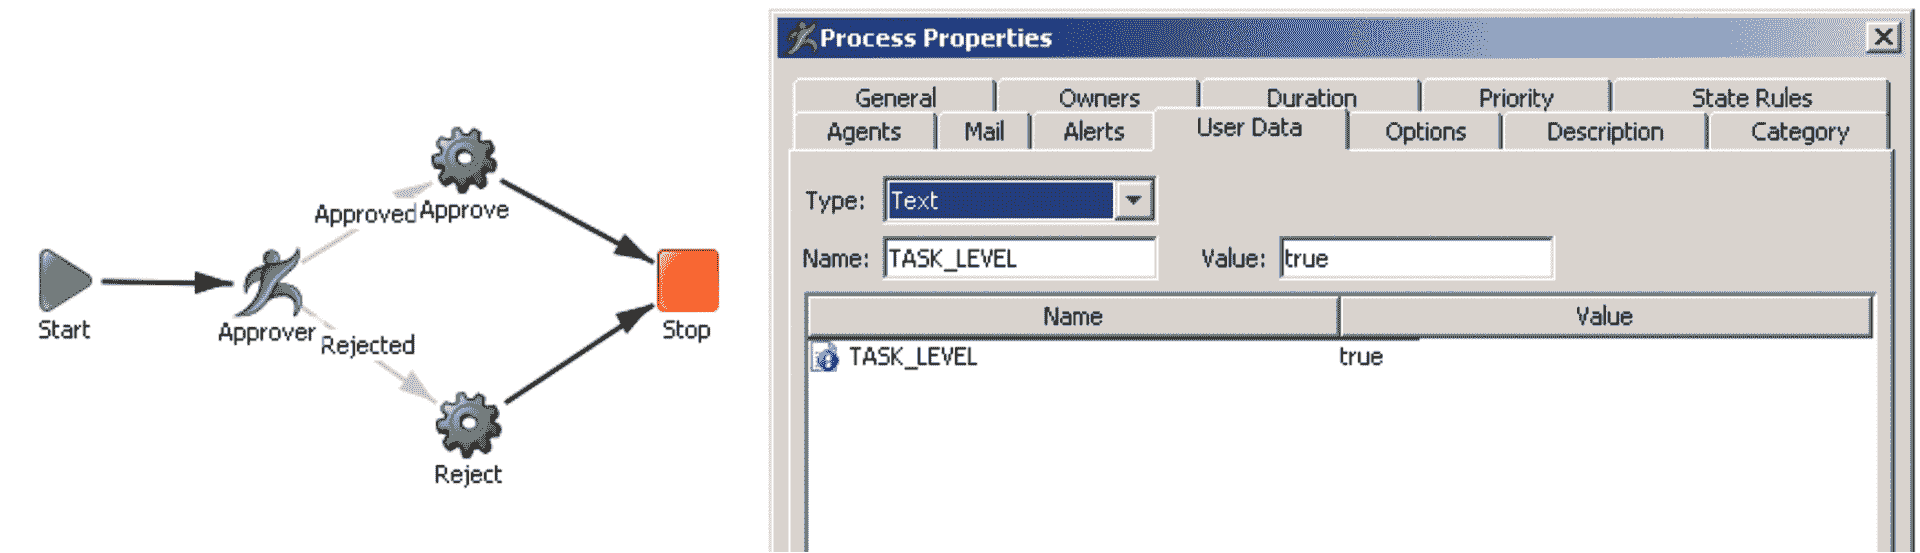 Approved
Approve
Start
Approver
Rejected
Stop
Reject
Process Properties
General Owners Duration Priority State Rules
Agents Mail Alerts User Data Options Description Category
Type: Text
Name: TASK_LEVEL Value: true
Name Value
TASK_LEVEL true